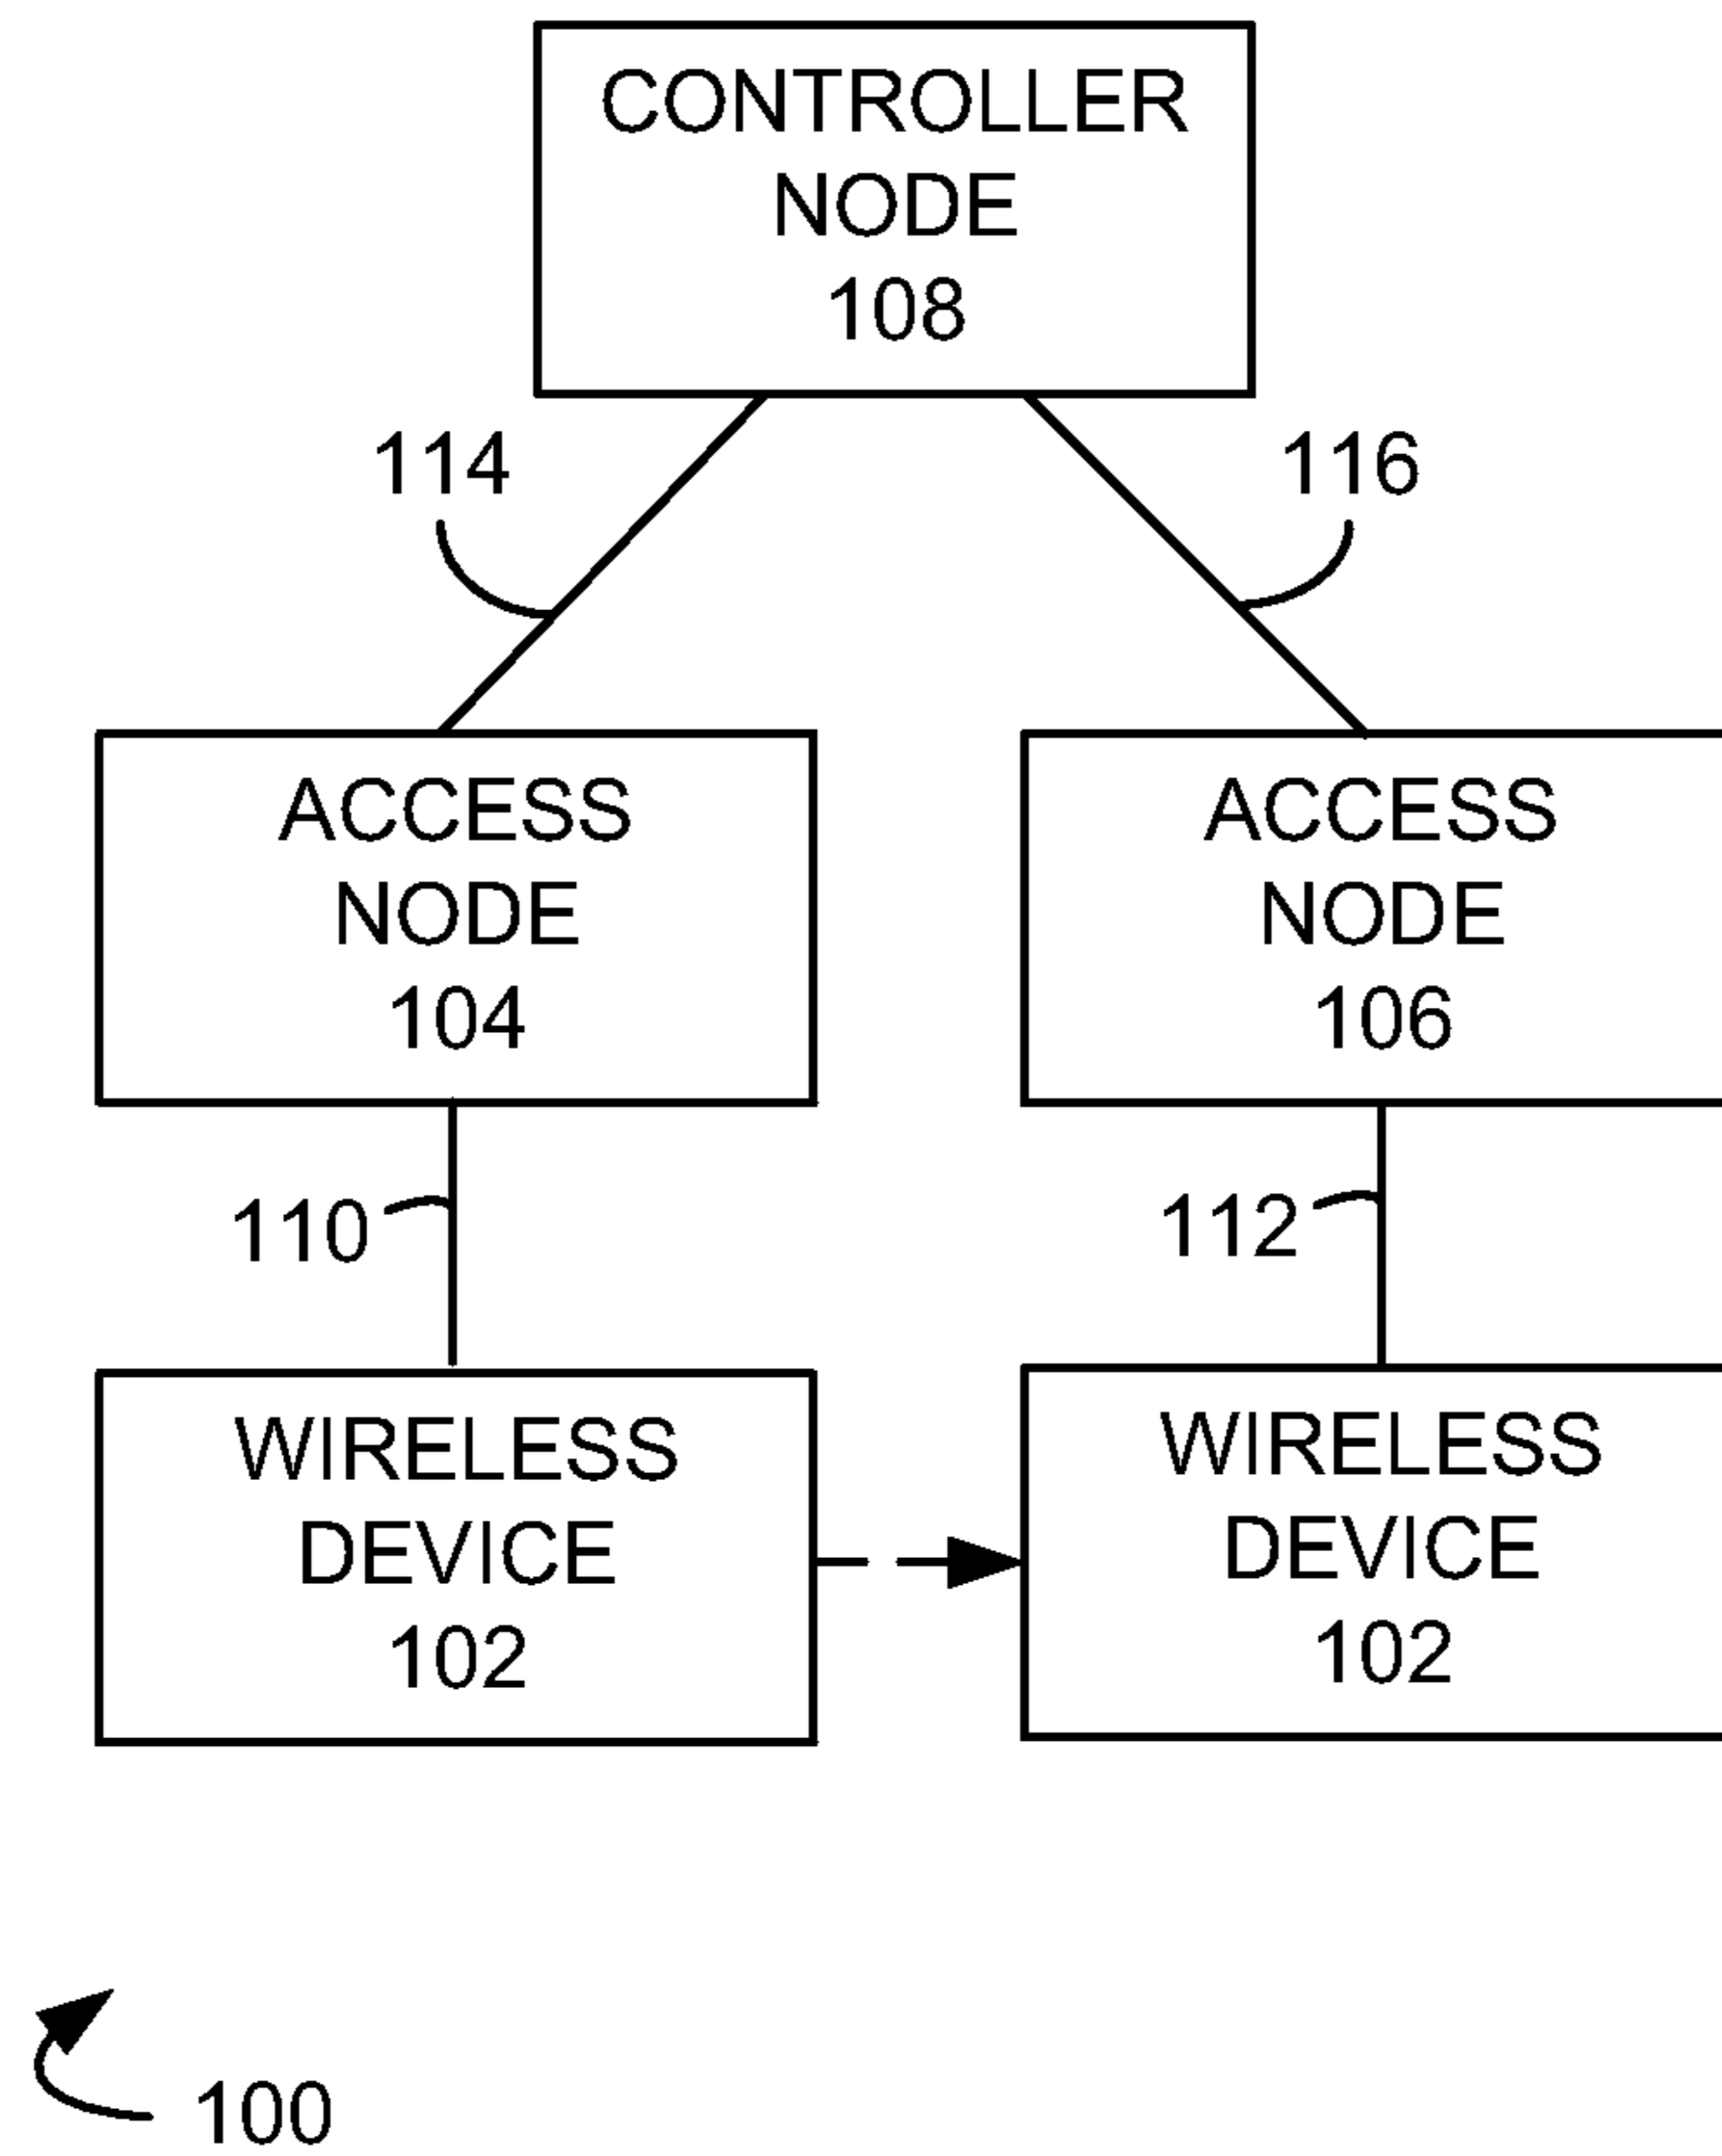 CONTROLLER
NODE
108
114
116
ACCESS
NODE
104
ACCESS
NODE
106
110
112
WIRELESS
DEVICE
102
WIRELESS
DEVICE
102
100